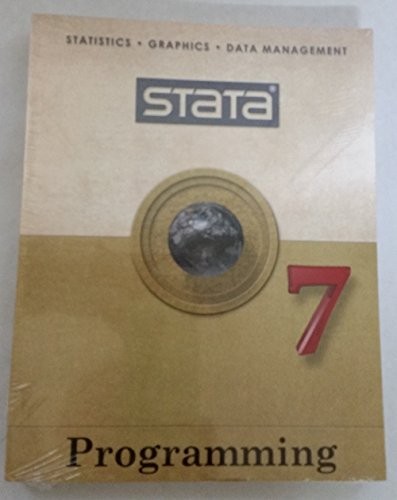 STATISTICS • GRAPHICS • DATA MANAGEMENT
STATA®
7
Programming